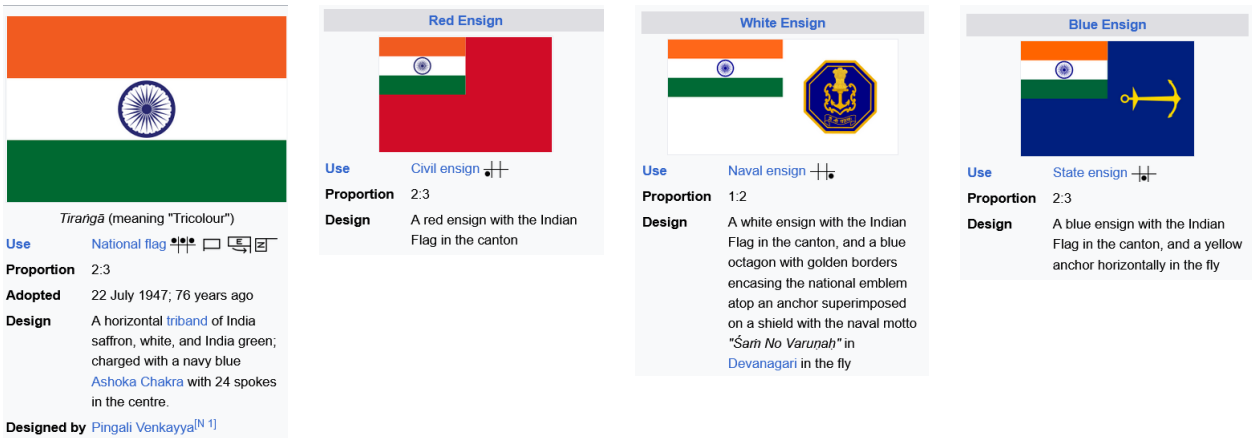 Tiraṅgā (meaning "Tricolour")
Use National flag
Proportion 2:3
Adopted 22 July 1947; 76 years ago
Design A horizontal triband of India
saffron, white, and India green;
charged with a navy blue
Ashoka Chakra with 24 spokes
in the centre.
Designed by Pingali Venkayya[N 1]
Red Ensign
Use Civil ensign
Proportion 2:3
Design A red ensign with the Indian
Flag in the canton
White Ensign
Use Naval ensign
Proportion 1:2
Design A white ensign with the Indian
Flag in the canton, and a blue
octagon with golden borders
encasing the national emblem
atop an anchor superimposed
on a shield with the naval motto
"Śaṁ No Varuṇaḥ" in
Devanagari in the fly
Blue Ensign
Use State ensign
Proportion 2:3
Design A blue ensign with the Indian
Flag in the canton, and a yellow
anchor horizontally in the fly